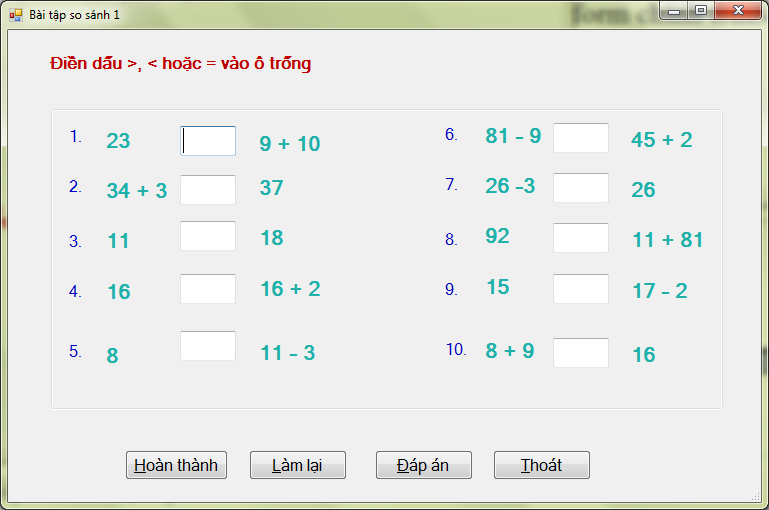 Bài tập so sánh 1
Điền dấu >, < hoặc = vào ô trống
1. 23 9 + 10
2. 34 + 3 37
3. 11 18
4. 16 16 + 2
5. 8 11 – 3
6. 81 – 9 45 + 2
7. 26 –3 26
8. 92 11 + 81
9. 15 17 – 2
10. 8 + 9 16
Hoàn thành Làm lại Đáp án Thoát